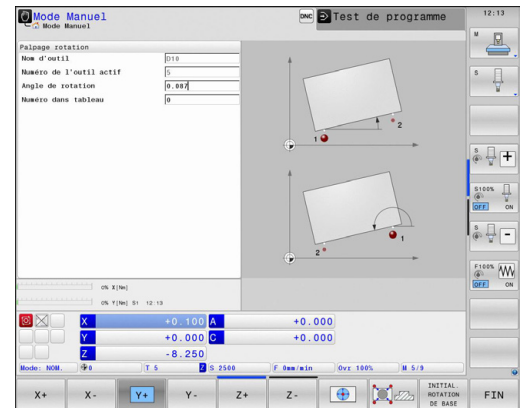 Mode Manuel
Mode Manuel
DNC Test de programme
12:13
Palpage rotation
Nom d'outil D10
Numéro de l'outil actif 5
Angle de rotation 0.087
Numéro dans tableau 0
1
2
1
2
M
S
S
+
S100%
OFF ON
S
-
F100%
OFF ON
0% X[Nm]
0% Y[Nm] S1 12:13
X +0.100 A +0.000
Y +0.000 C +0.000
Z -8.250
Mode: NOM. 0 T 5 Z S 2500 F 0mm/min Ovr 100% M 5/9
X+ X- Y+ Y- Z+ Z- INITIAL. ROTATION DE BASE FIN